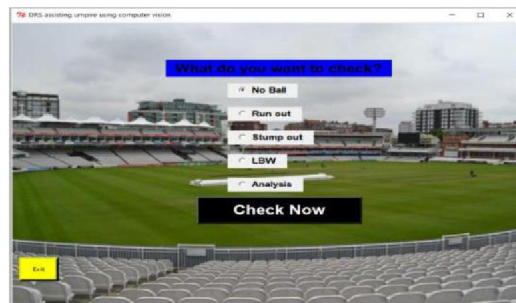 DRS assisting umpire using computer vision
What do you want to check?
No Ball
Run out
Stump out
LBW
Analysis
Check Now
Exit